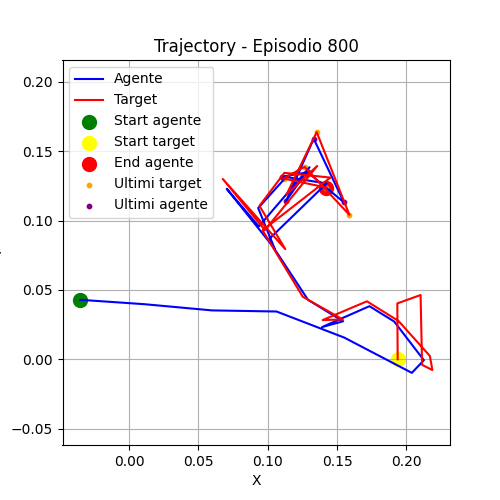 Trajectory - Episodio 800
Agente
Target
Start agente
Start target
End agente
Ultimi target
Ultimi agente
0.20
0.15
0.10
0.05
0.00
−0.05
0.00
0.05
0.10
0.15
0.20
X